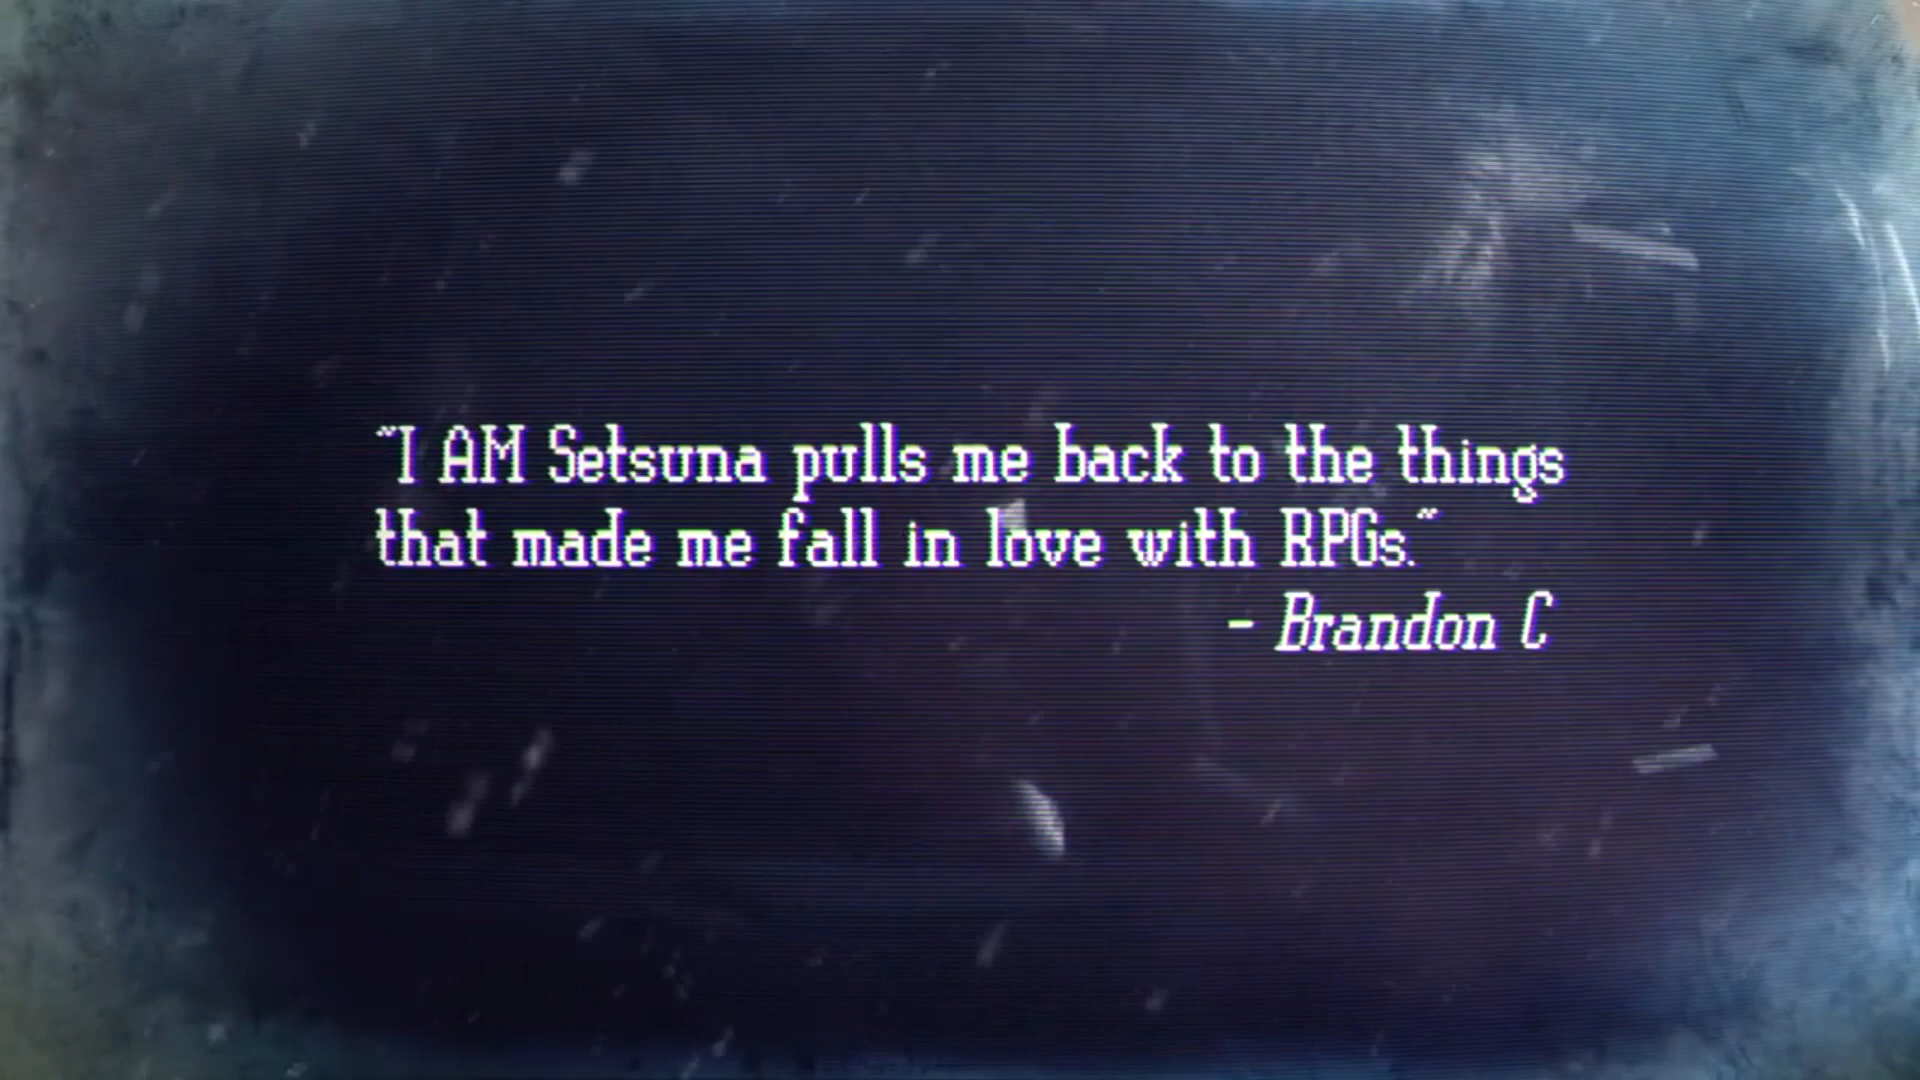 "I AM Setsuna pulls me back to the things
that made me fall in love with RPGs."
- Brandon C